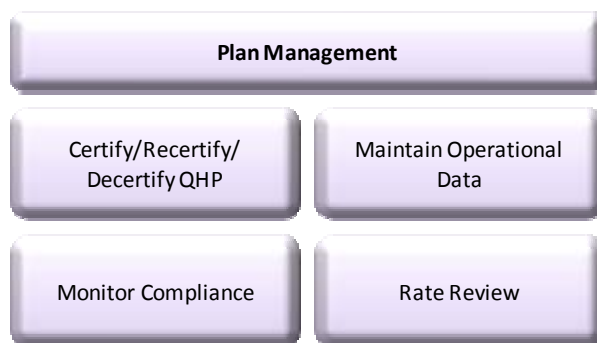 Plan Management
Certify/Recertify/
Decertify QHP
Maintain Operational
Data
Monitor Compliance
Rate Review